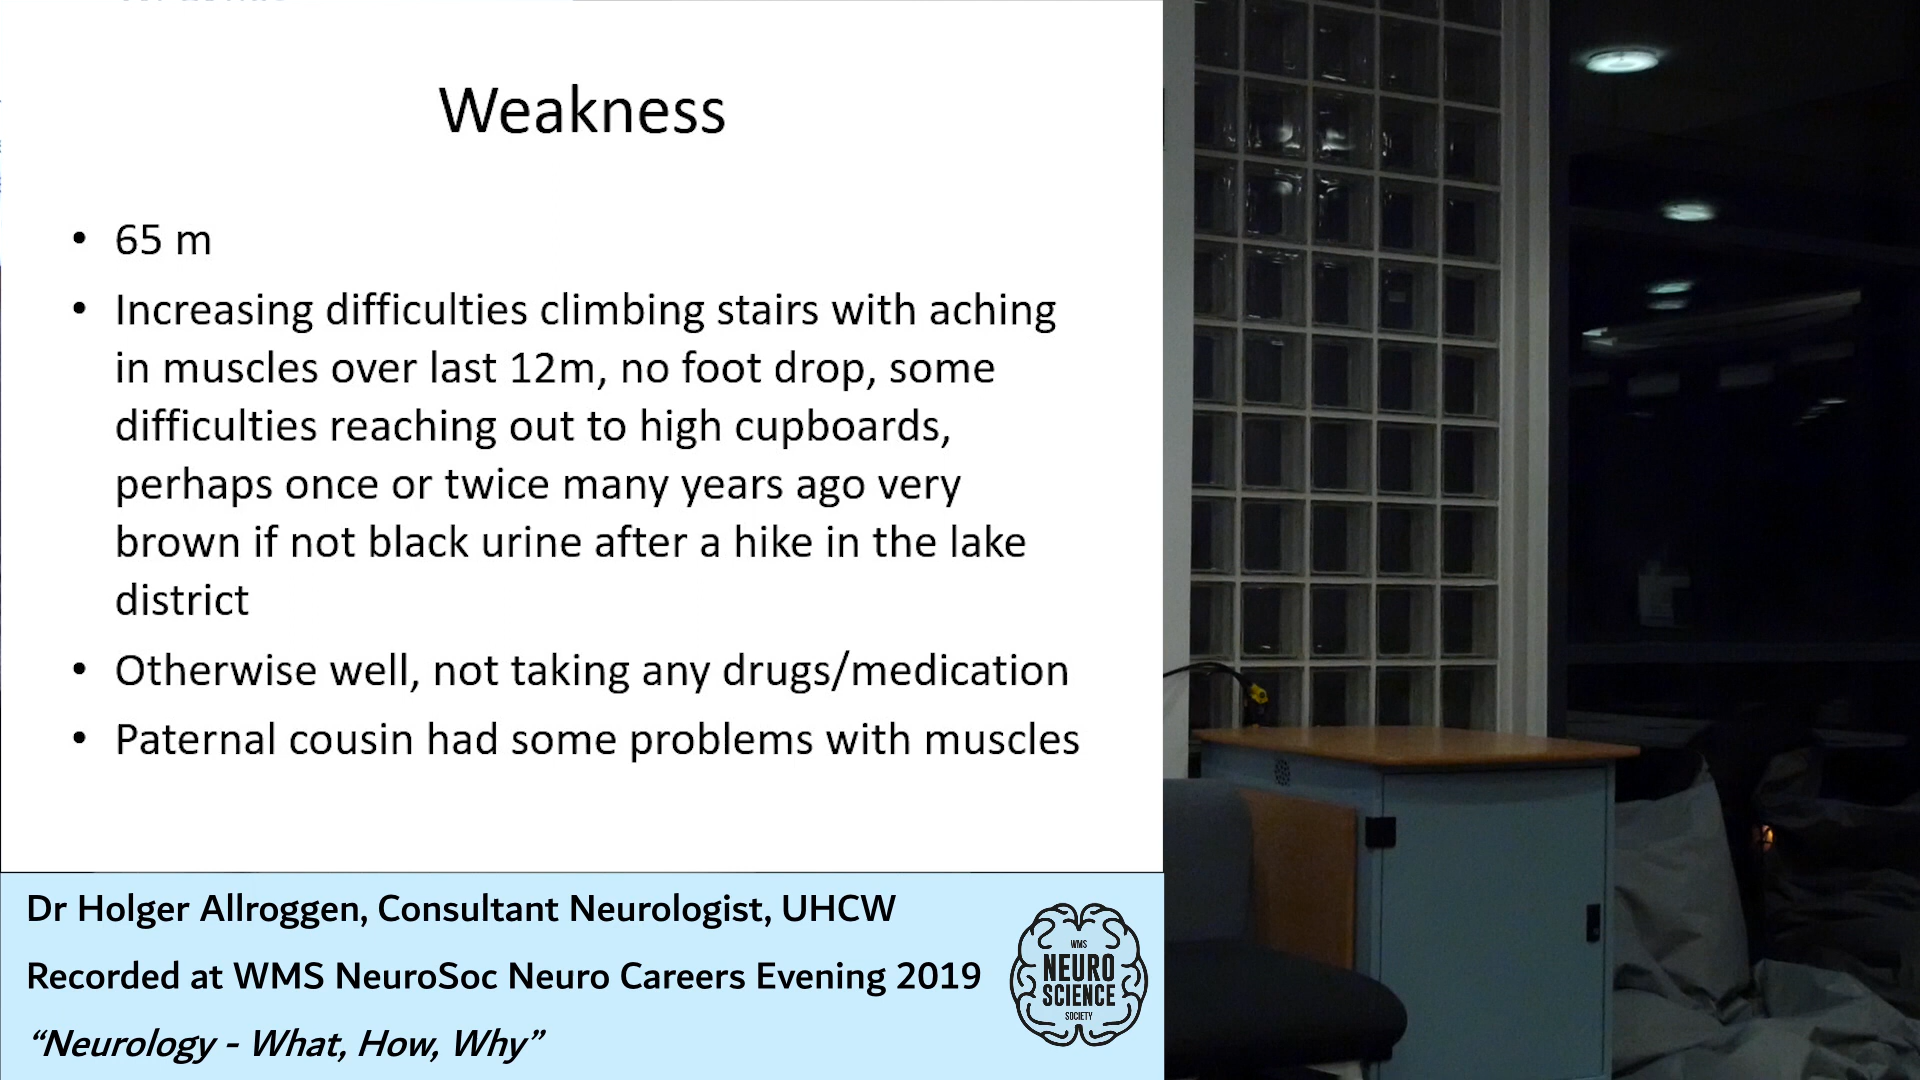 Weakness
• 65 m
• Increasing difficulties climbing stairs with aching
in muscles over last 12m, no foot drop, some
difficulties reaching out to high cupboards,
perhaps once or twice many years ago very
brown if not black urine after a hike in the lake
district
• Otherwise well, not taking any drugs/medication
• Paternal cousin had some problems with muscles
Dr Holger Allroggen, Consultant Neurologist, UHCW
Recorded at WMS NeuroSoc Neuro Careers Evening 2019
“Neurology - What, How, Why”
WMS
NEURO
SCIENCE
SOCIETY